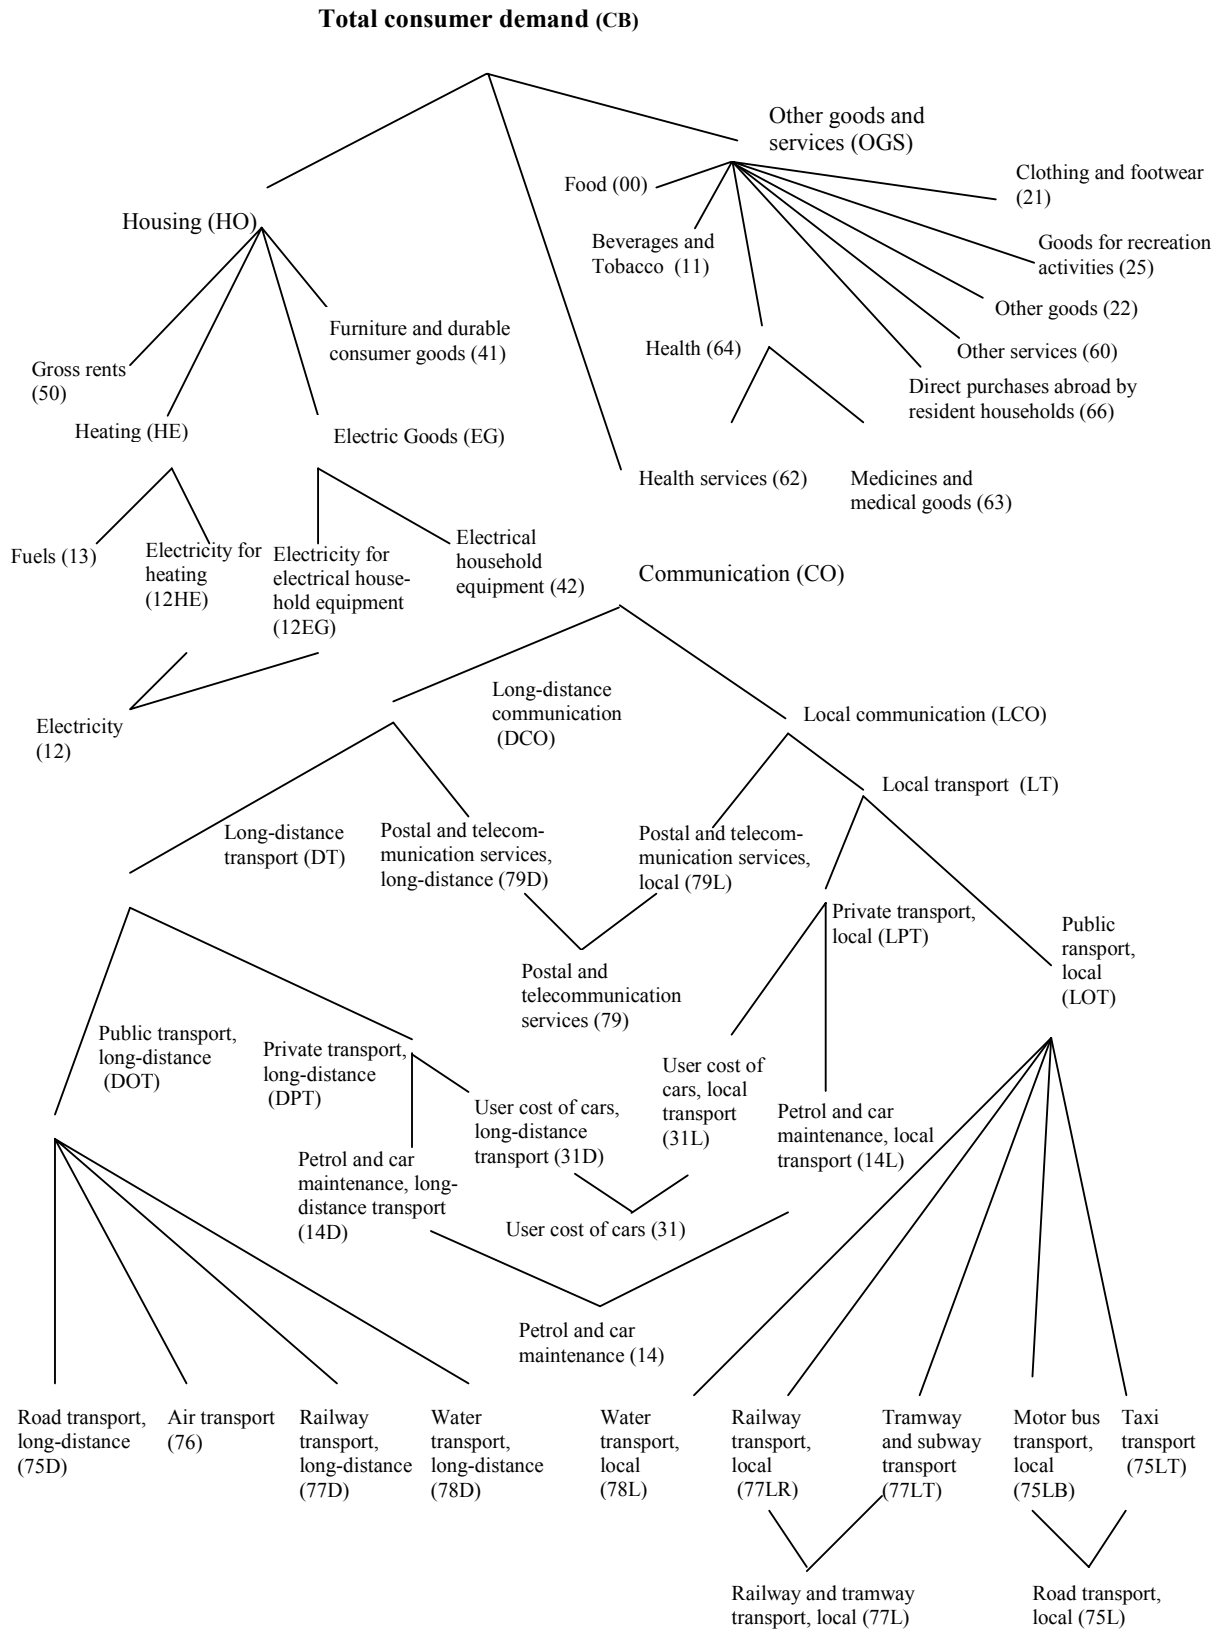 Total consumer demand (CB)
Other goods and
services (OGS)
Food (00)
Clothing and footwear
(21)
Housing (HO)
Beverages and
Tobacco (11)
Goods for recreation
activities (25)
Other goods (22)
Furniture and durable
consumer goods (41)
Health (64)
Other services (60)
Gross rents
(50)
Direct purchases abroad by
resident households (66)
Heating (HE)
Electric Goods (EG)
Health services (62)
Medicines and
medical goods (63)
Fuels (13)
Electricity for
heating
(12HE)
Electricity for
electrical house-
hold equipment
(12EG)
Electrical
household
equipment (42)
Communication (CO)
Electricity
(12)
Long-distance
communication
(DCO)
Local communication (LCO)
Local transport (LT)
Long-distance
transport (DT)
Postal and telecom-
munication services,
long-distance (79D)
Postal and telecom-
munication services,
local (79L)
Private transport,
local (LPT)
Public
ransport,
local
(LOT)
Postal and
telecommunication
services (79)
Public transport,
long-distance
(DOT)
Private transport,
long-distance
(DPT)
User cost of
cars, local
transport
(31L)
User cost of cars,
long-distance
transport (31D)
Petrol and car
maintenance, local
transport (14L)
Petrol and car
maintenance, long-
distance transport
(14D)
User cost of cars (31)
Petrol and car
maintenance (14)
Road transport,
long-distance
(75D)
Air transport
(76)
Railway
transport,
long-distance
(77D)
Water
transport,
long-distance
(78D)
Water
transport,
local
(78L)
Railway
transport,
local
(77LR)
Tramway
and subway
transport
(77LT)
Motor bus
transport,
local
(75LB)
Taxi
transport
(75LT)
Railway and tramway
transport, local (77L)
Road transport,
local (75L)